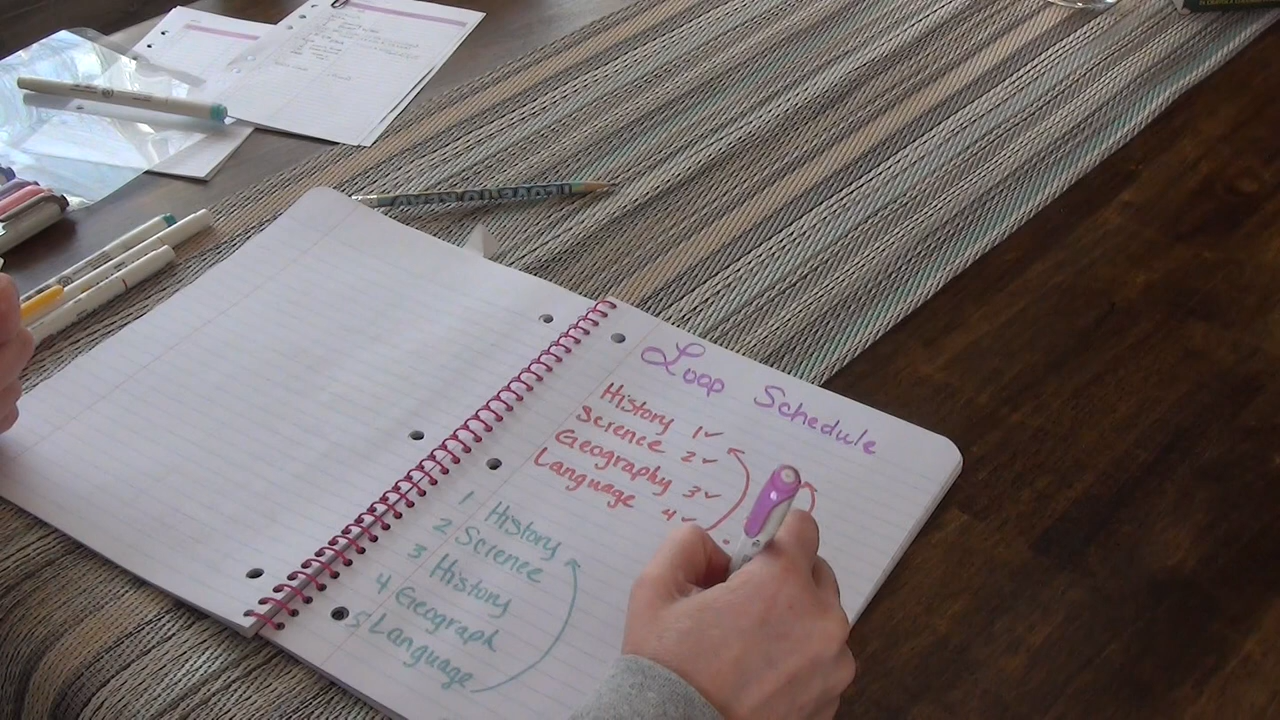 Loop Schedule
History 1✓
Science 2✓
Geography 3✓
Language 4✓
1 History
2 Science
3 History
4 Geograph
5 Language